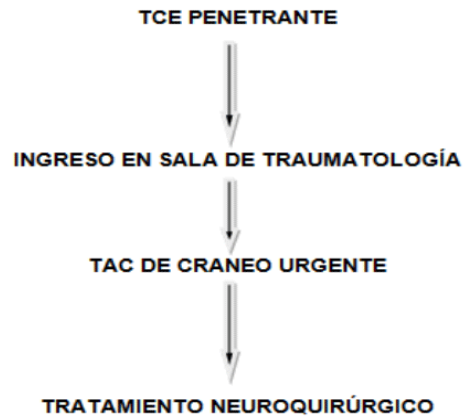 TCE PENETRANTE
INGRESO EN SALA DE TRAUMATOLOGÍA
TAC DE CRANEO URGENTE
TRATAMIENTO NEUROQUIRÚRGICO